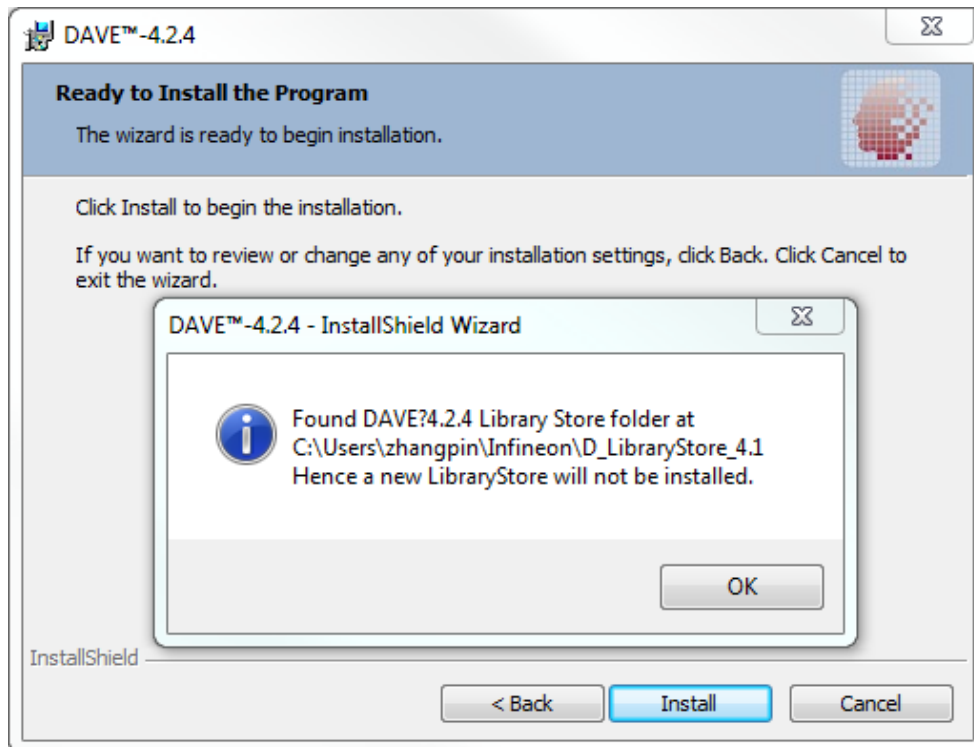 DAVE™-4.2.4
Ready to Install the Program
The wizard is ready to begin installation.
Click Install to begin the installation.
If you want to review or change any of your installation settings, click Back. Click Cancel to
exit the wizard.
DAVE™-4.2.4 - InstallShield Wizard
Found DAVE?4.2.4 Library Store folder at
C:\Users\zhangpin\Infineon\D_LibraryStore_4.1
Hence a new LibraryStore will not be installed.
OK
InstallShield
< Back
Install
Cancel